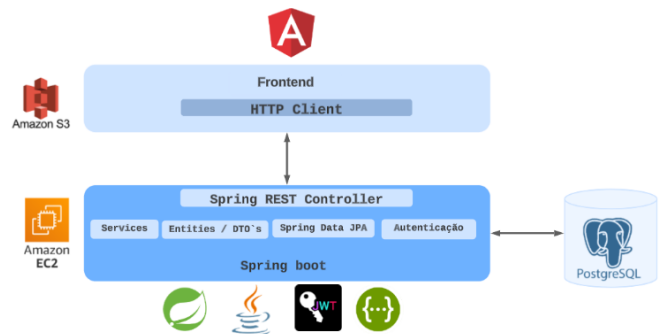 Frontend
HTTP Client
Amazon S3
Spring REST Controller
Services
Entities / DTO`s
Spring Data JPA
Autenticação
Amazon
EC2
Spring boot
PostgreSQL
Java
JWT
{...}